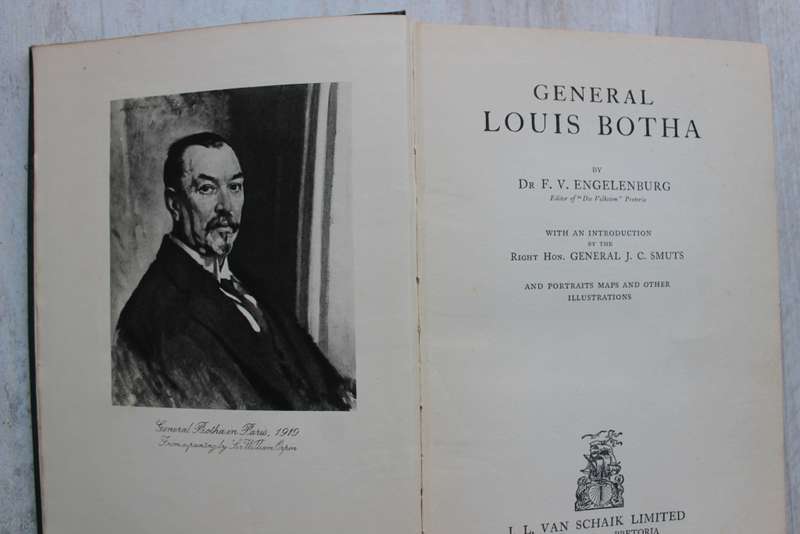 General Botha in Paris, 1919
From a painting by Sir William Orpen
GENERAL
LOUIS BOTHA
BY
DR F. V. ENGELENBURG
Editor of "Die Volkstem" Pretoria
WITH AN INTRODUCTION
BY THE
RIGHT HON. GENERAL J. C. SMUTS
AND PORTRAITS MAPS AND OTHER
ILLUSTRATIONS
J. L. VAN SCHAIK LIMITED
PRETORIA